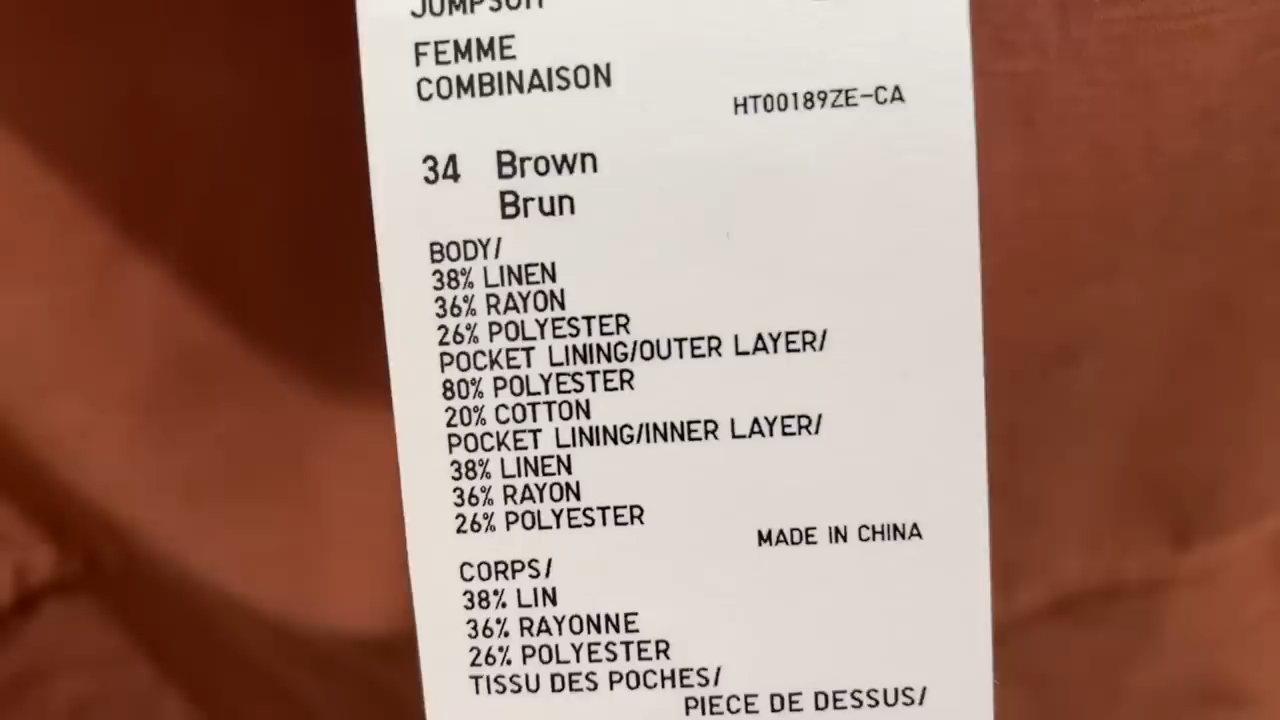 JUMPSUIT
FEMME
COMBINAISON
HT00189ZE-CA
34 Brown
Brun
BODY/
38% LINEN
36% RAYON
26% POLYESTER
POCKET LINING/OUTER LAYER/
80% POLYESTER
20% COTTON
POCKET LINING/INNER LAYER/
38% LINEN
36% RAYON
26% POLYESTER
MADE IN CHINA
CORPS/
38% LIN
36% RAYONNE
26% POLYESTER
TISSU DES POCHES/
PIECE DE DESSUS/